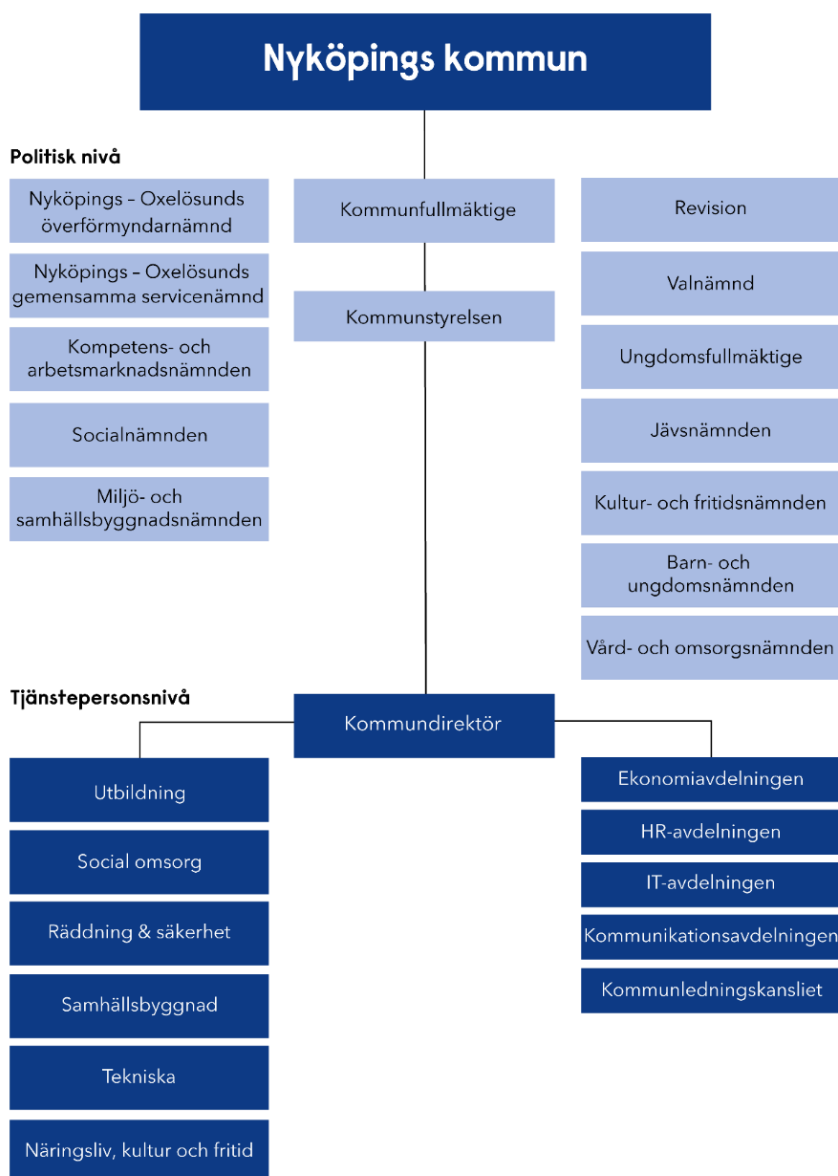 Nyköpings kommun
Politisk nivå
Nyköpings – Oxelösunds
överförmyndarnämnd
Nyköpings – Oxelösunds
gemensamma servicenämnd
Kompetens- och
arbetsmarknadsnämnden
Socialnämnden
Miljö- och
samhällsbyggnadsnämnden
Kommunfullmäktige
Kommunstyrelsen
Revision
Valnämnd
Ungdomsfullmäktige
Jävsnämnden
Kultur- och fritidsnämnden
Barn- och
ungdomsnämnden
Vård- och omsorgsnämnden
Tjänstepersonsnivå
Kommundirektör
Utbildning
Social omsorg
Räddning & säkerhet
Samhällsbyggnad
Tekniska
Näringsliv, kultur och fritid
Ekonomiavdelningen
HR-avdelningen
IT-avdelningen
Kommunikationsavdelningen
Kommunledningskansliet